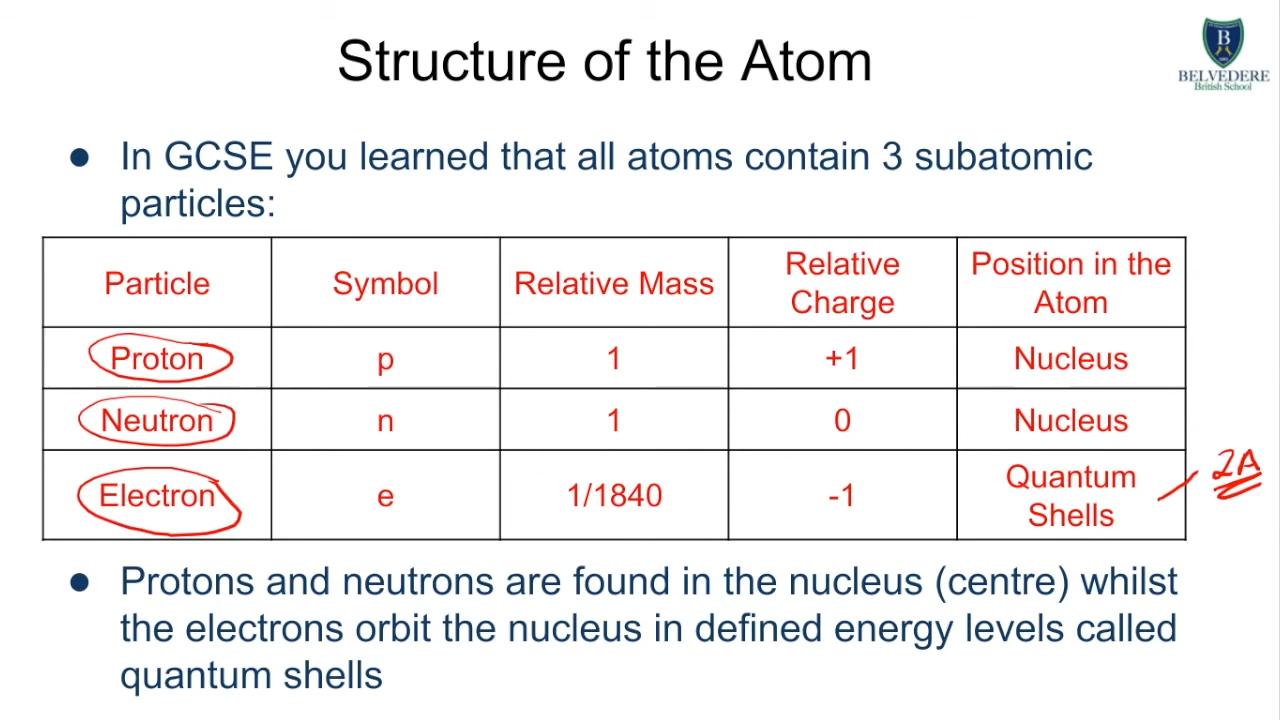 Structure of the Atom
B
BELVEDERE
British School
● In GCSE you learned that all atoms contain 3 subatomic
particles:
Particle Symbol Relative Mass Relative Charge Position in the Atom
Proton p 1 +1 Nucleus
Neutron n 1 0 Nucleus
Electron e 1/1840 -1 Quantum Shells
2A
● Protons and neutrons are found in the nucleus (centre) whilst
the electrons orbit the nucleus in defined energy levels called
quantum shells